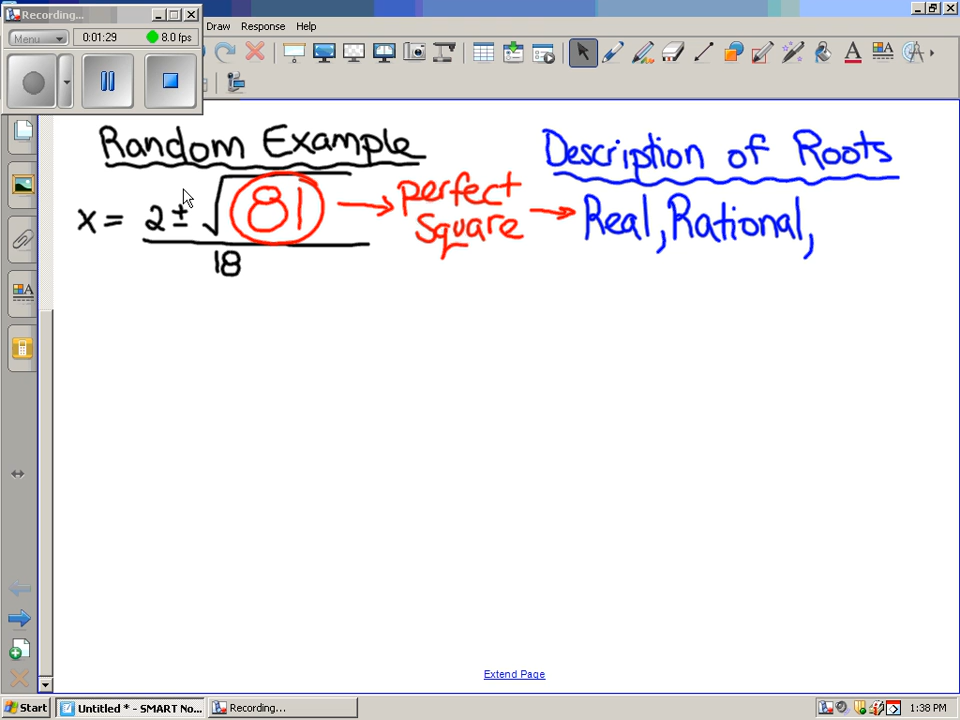 Recording...
Menu
0:01:29
8.0 fps
Draw Response Help
Random Example
Description of Roots
x = 2 ± √81
18
perfect
square
Real, Rational,
Extend Page
Start
Untitled * - SMART No...
Recording...
1:38 PM